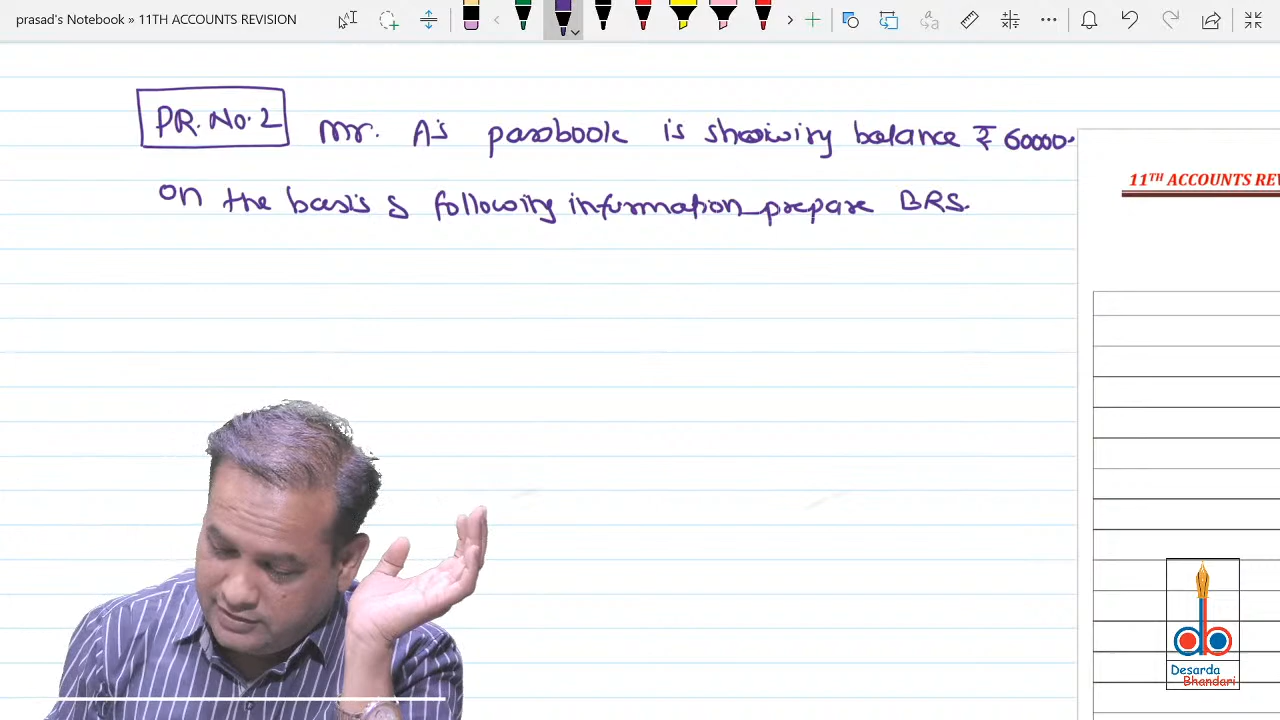 prasad's Notebook » 11TH ACCOUNTS REVISION
PR. No. 2 Mr. A's passbook is showing balance ₹ 60000.
on the basis of following information prepare BRS.
11TH ACCOUNTS REV
Desarda
Bhandari